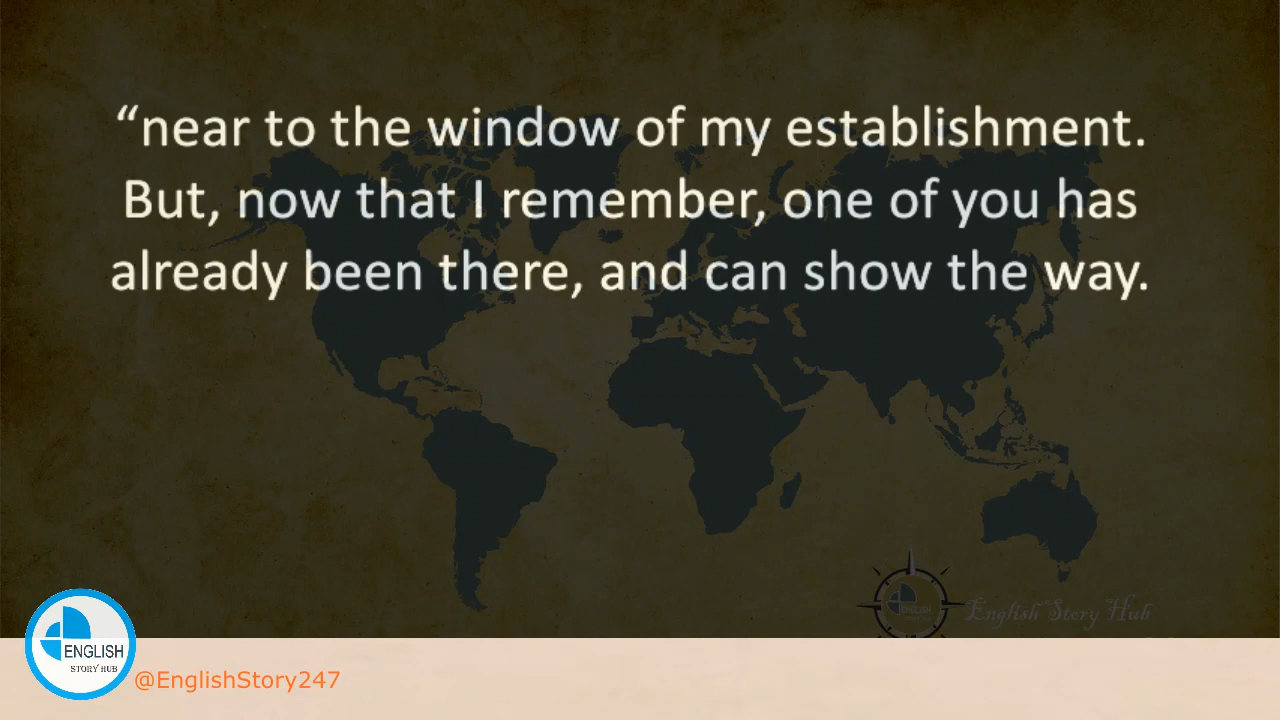 “near to the window of my establishment.
But, now that I remember, one of you has
already been there, and can show the way.
English Story Hub
ENGLISH
STORY HUB
@EnglishStory247